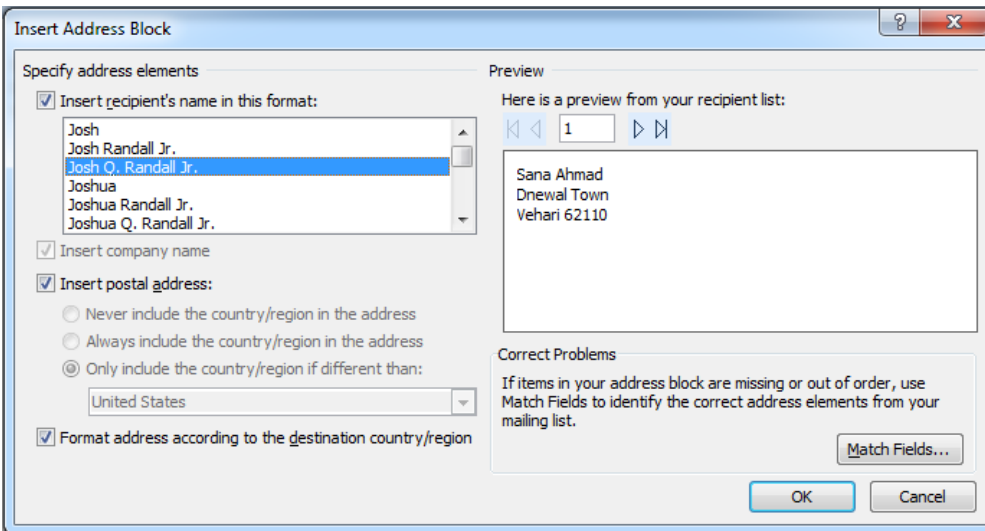 Insert Address Block
Specify address elements
Insert recipient's name in this format:
Josh
Josh Randall Jr.
Josh Q. Randall Jr.
Joshua
Joshua Randall Jr.
Joshua Q. Randall Jr.
Insert company name
Insert postal address:
Never include the country/region in the address
Always include the country/region in the address
Only include the country/region if different than:
United States
Format address according to the destination country/region
Preview
Here is a preview from your recipient list:
1
Sana Ahmad
Dnewal Town
Vehari 62110
Correct Problems
If items in your address block are missing or out of order, use
Match Fields to identify the correct address elements from your
mailing list.
Match Fields...
OK
Cancel